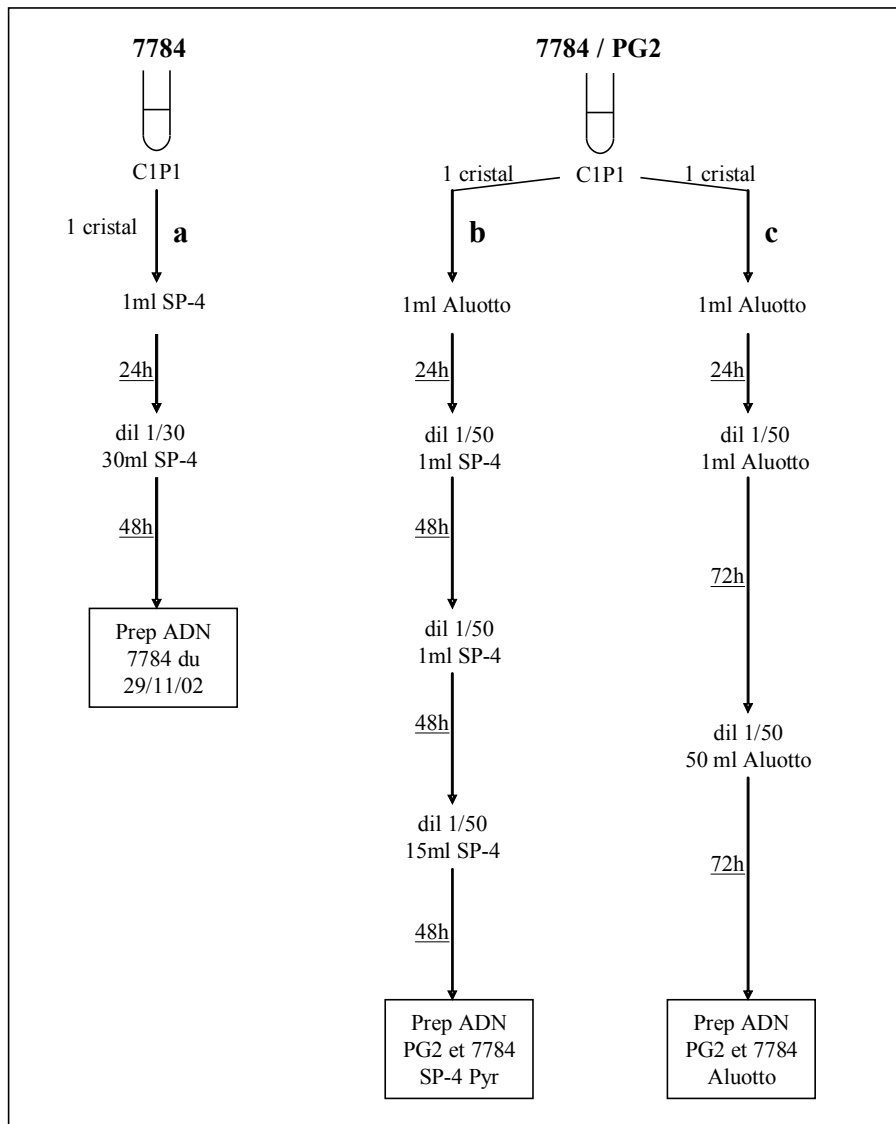 7784
C1P1
1 cristal
a
1ml SP-4
24h
dil 1/30
30ml SP-4
48h
Prep ADN
7784 du
29/11/02
7784 / PG2
C1P1
1 cristal
b
1ml Aluotto
24h
dil 1/50
1ml SP-4
48h
dil 1/50
1ml SP-4
48h
dil 1/50
15ml SP-4
48h
Prep ADN
PG2 et 7784
SP-4 Pyr
1 cristal
c
1ml Aluotto
24h
dil 1/50
1ml Aluotto
72h
dil 1/50
50 ml Aluotto
72h
Prep ADN
PG2 et 7784
Aluotto